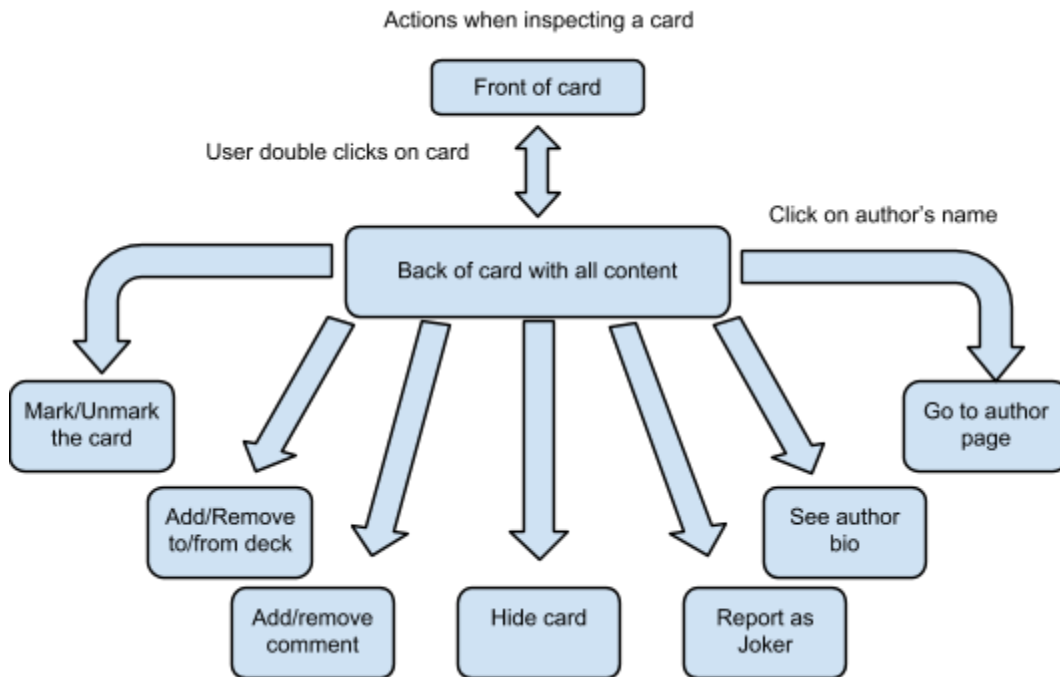 Actions when inspecting a card
Front of card
User double clicks on card
Click on author’s name
Back of card with all content
Mark/Unmark
the card
Go to author
page
Add/Remove
to/from deck
See author
bio
Add/remove
comment
Hide card
Report as
Joker